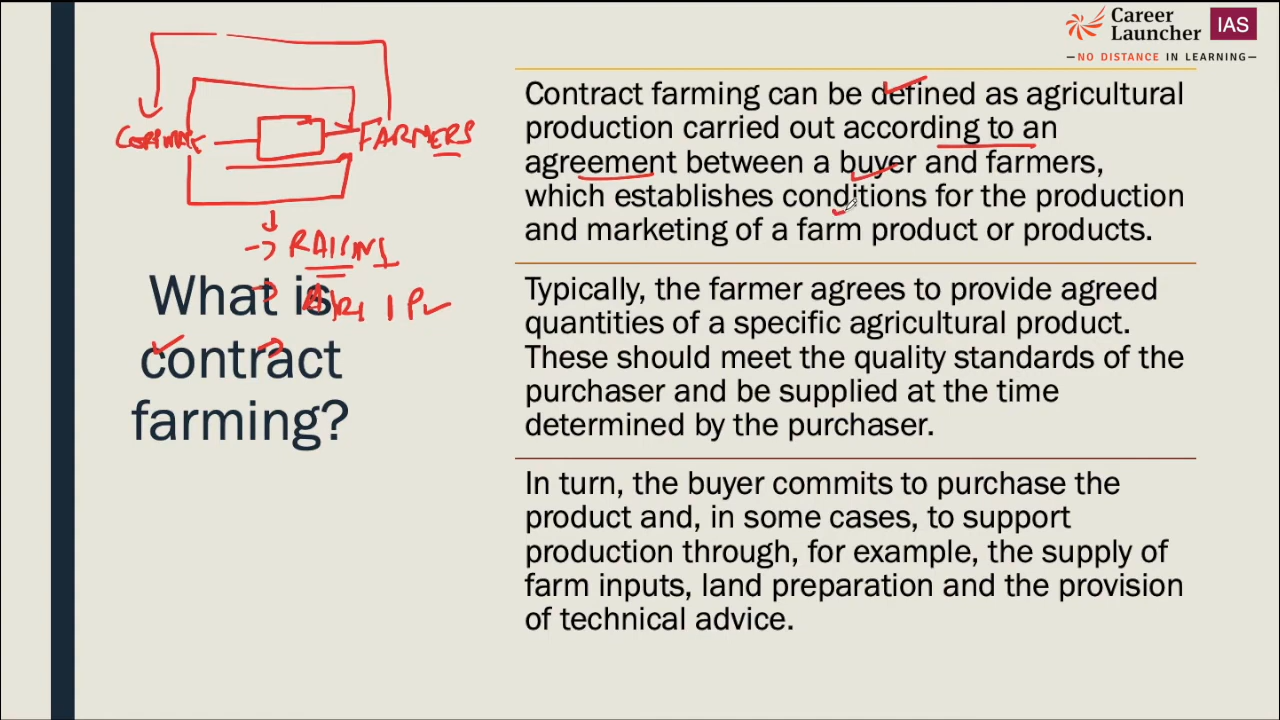 Career
Launcher
IAS
NO DISTANCE IN LEARNING
FARMERS
What is
contract
farming?
Contract farming can be defined as agricultural
production carried out according to an
agreement between a buyer and farmers,
which establishes conditions for the production
and marketing of a farm product or products.
Typically, the farmer agrees to provide agreed
quantities of a specific agricultural product.
These should meet the quality standards of the
purchaser and be supplied at the time
determined by the purchaser.
In turn, the buyer commits to purchase the
product and, in some cases, to support
production through, for example, the supply of
farm inputs, land preparation and the provision
of technical advice.